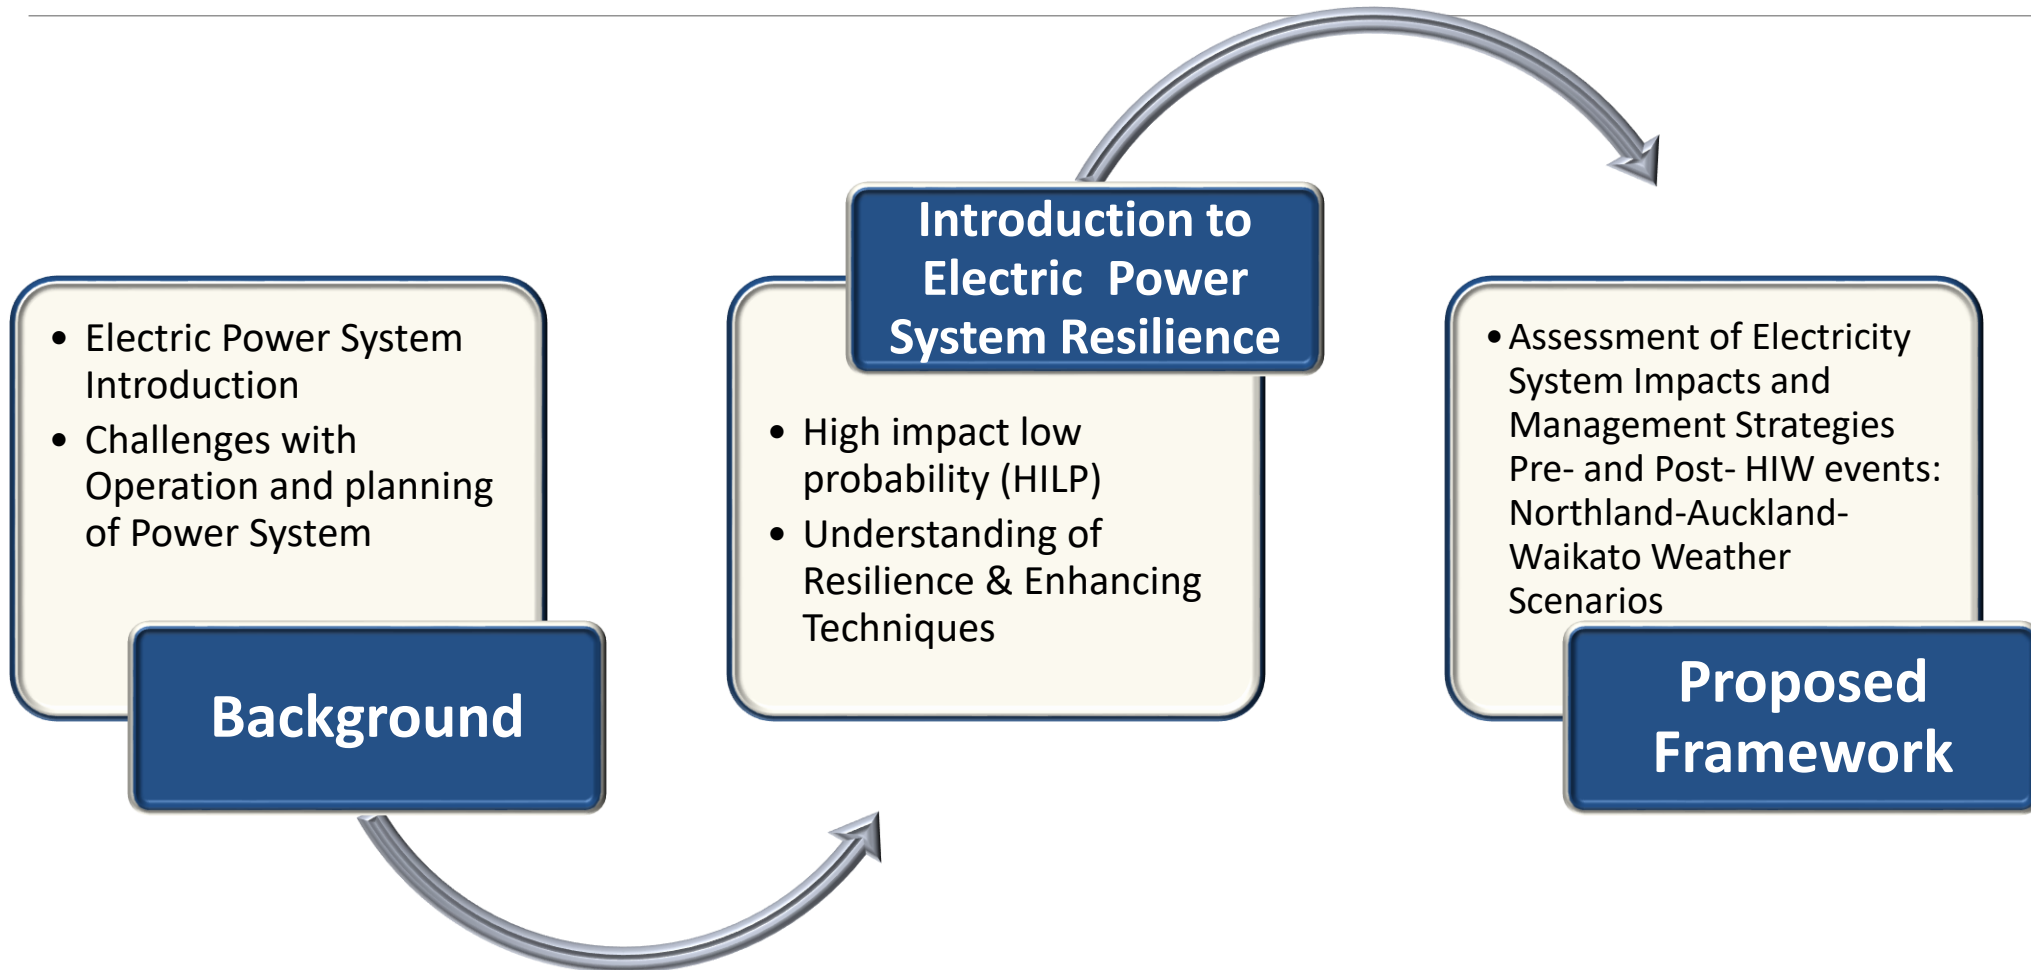 • Electric Power System
Introduction
• Challenges with
Operation and planning
of Power System
Background
Introduction to
Electric  Power
System Resilience
• High impact low
probability (HILP)
• Understanding of
Resilience & Enhancing
Techniques
• Assessment of Electricity
System Impacts and
Management Strategies
Pre- and Post- HIW events:
Northland-Auckland-
Waikato Weather
Scenarios
Proposed
Framework